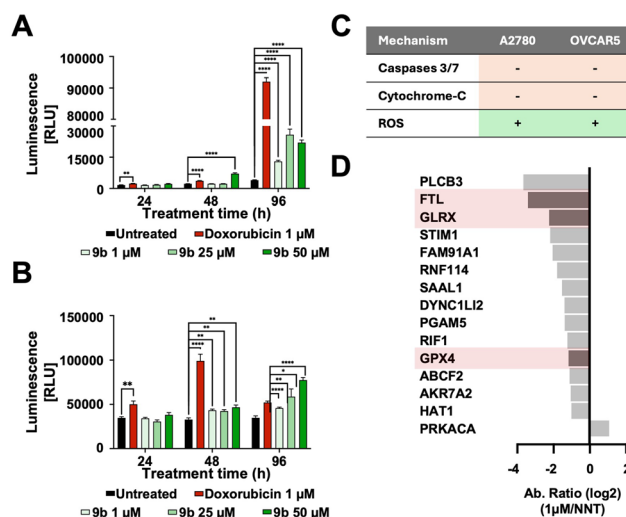 A
Luminescence
[RLU]
100000
90000
80000
30000
15000
0
**
****
****
****
****
****
****
24
48
96
Treatment time (h)
Untreated
Doxorubicin 1 µM
9b 1 µM
9b 25 µM
9b 50 µM
B
Luminescence
[RLU]
150000
100000
50000
0
**
**
**
**
****
****
*
**
****
24
48
96
Treatment time (h)
Untreated
Doxorubicin 1 µM
9b 1 µM
9b 25 µM
9b 50 µM
C
Mechanism A2780 OVCAR5
Caspases 3/7 - -
Cytochrome-C - -
ROS + +
D
PLCB3
FTL
GLRX
STIM1
FAM91A1
RNF114
SAAL1
DYNC1LI2
PGAM5
RIF1
GPX4
ABCF2
AKR7A2
HAT1
PRKACA
-4 -2 0 2
Ab. Ratio (log2)
(1µM/NNT)